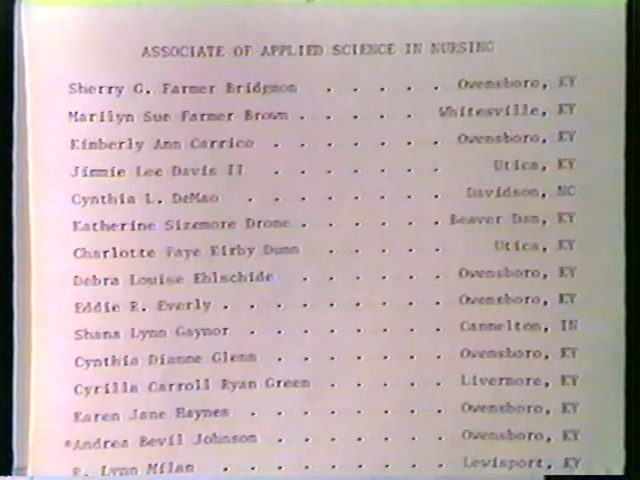 ASSOCIATE OF APPLIED SCIENCE IN NURSING
Sherry G. Farmer Bridgmon . . . . . Owensboro, KY
Marilyn Sue Farmer Brown . . . . . Whitesville, KY
Kimberly Ann Carrico . . . . . . . Owensboro, KY
Jimmie Lee Davis II . . . . . . . Utica, KY
Cynthia L. DeMao . . . . . . . . Davidson, NC
Katherine Sizemore Drone . . . . . . Beaver Dam, KY
Charlotte Faye Kirby Dunn . . . . . Utica, KY
Debra Louise Ehlschide . . . . . . Owensboro, KY
Eddie R. Everly . . . . . . . . . Owensboro, KY
Shana Lynn Gaynor . . . . . . . . Cannelton, IN
Cynthia Dianne Glenn . . . . . . . Owensboro, KY
Cyrilla Carroll Ryan Green . . . . . Livermore, KY
Karen Jane Haynes . . . . . . . . Owensboro, KY
*Andrea Bevil Johnson . . . . . . . Owensboro, KY
R. Lynn Milan . . . . . . . . . Lewisport, KY